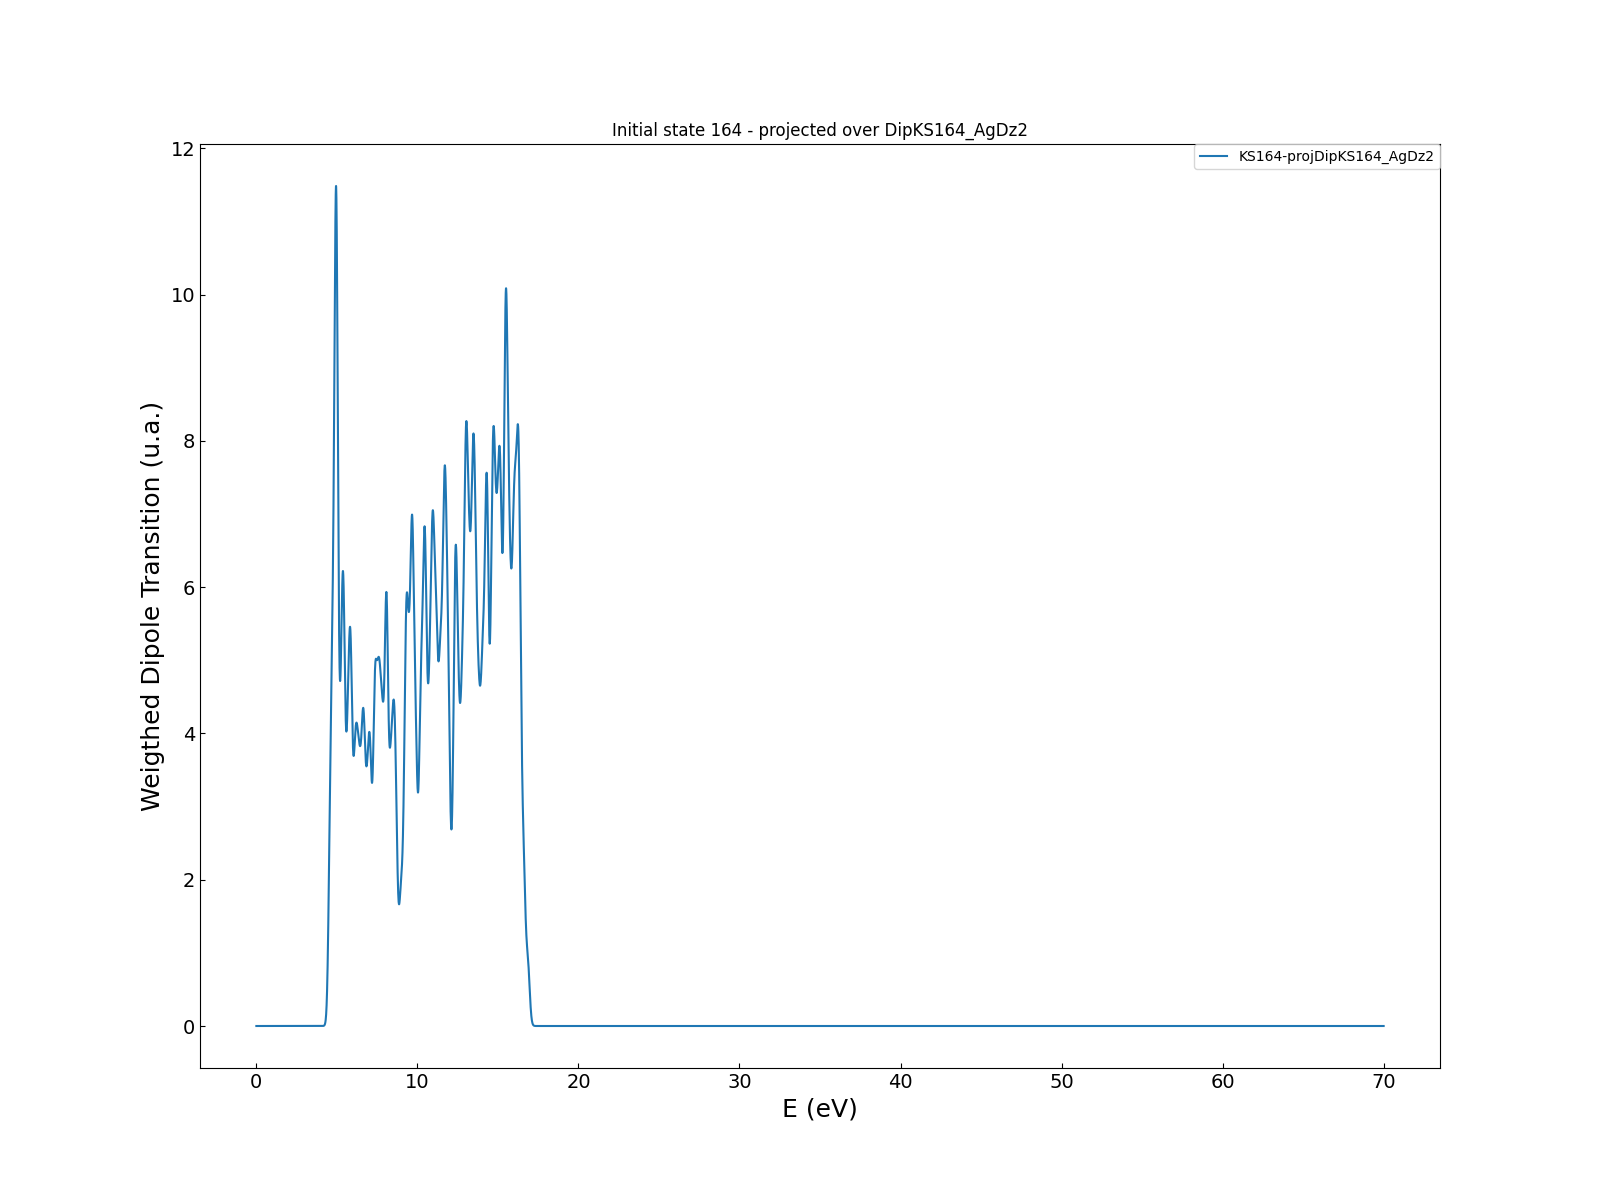 Initial state 164 - projected over DipKS164_AgDz2
KS164-projDipKS164_AgDz2
Weigthed Dipole Transition (u.a.)
12
10
8
6
4
2
0
0 10 20 30 40 50 60 70
E (eV)